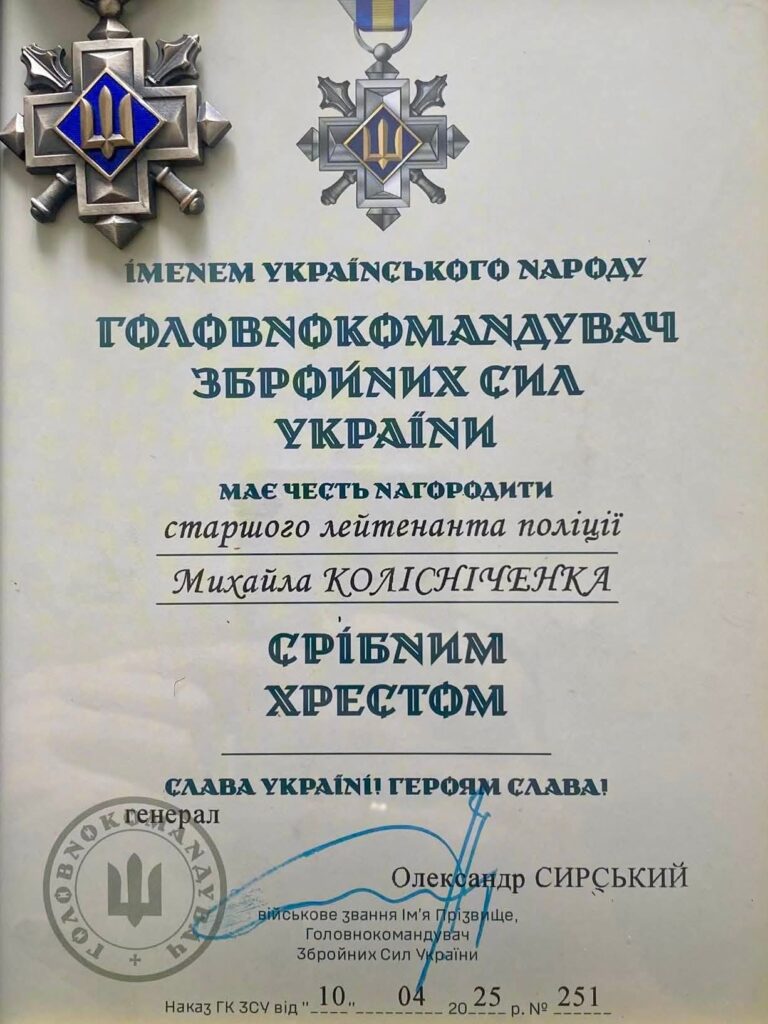 ІМЕНЕМ УКРАЇНСЬКОГО НАРОДУ
ГОЛОВНОКОМАНДУВАЧ
ЗБРОЙНИХ СИЛ
УКРАЇНИ
МАЄ ЧЕСТЬ НАГОРОДИТИ
старшого лейтенанта поліції
Михайла КОЛІСНІЧЕНКА
СРІБНИМ
ХРЕСТОМ
СЛАВА УКРАЇНІ! ГЕРОЯМ СЛАВА!
генерал
ГОЛОВНОКОМАНДУВАЧ
Олександр СИРСЬКИЙ
військове звання Ім'я Прізвище,
Головнокомандувач
Збройних Сил України
Наказ ГК ЗСУ від "10" 04 2025 р. № 251